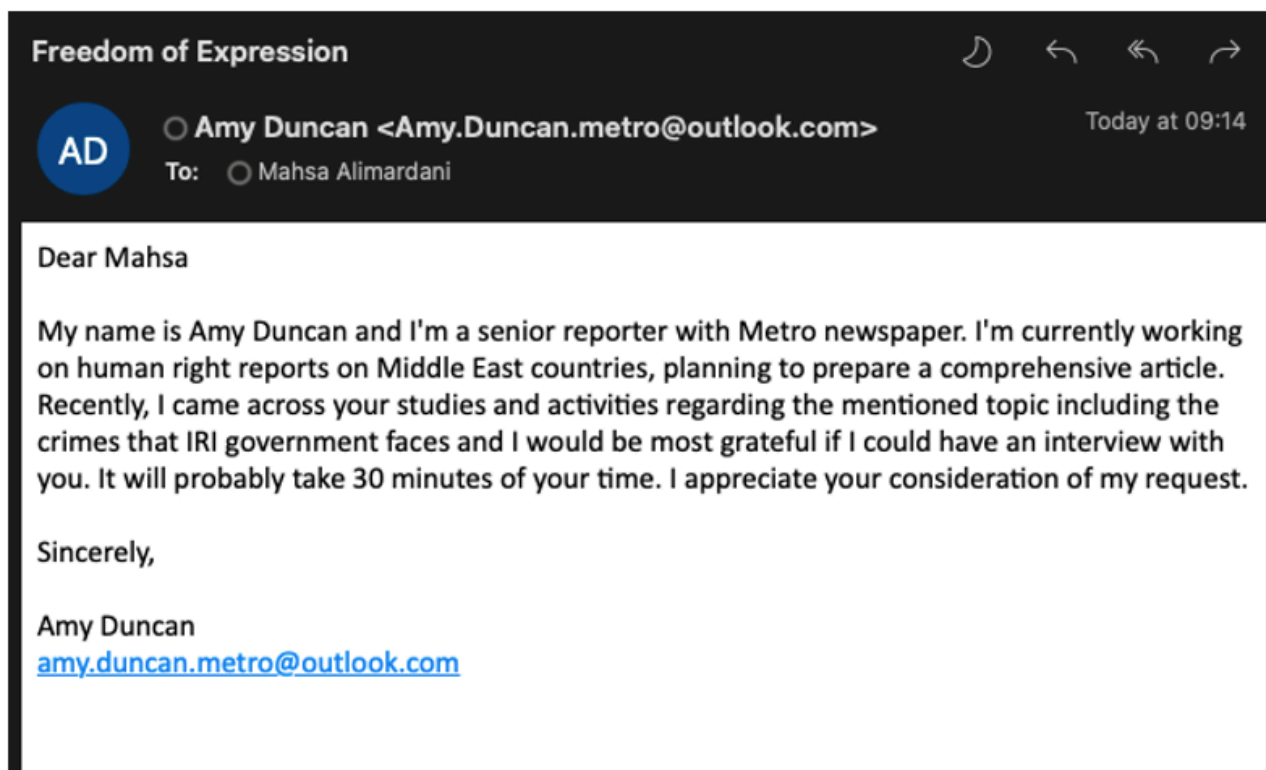 Freedom of Expression
AD
Amy Duncan <Amy.Duncan.metro@outlook.com>
Today at 09:14
To: Mahsa Alimardani
Dear Mahsa
My name is Amy Duncan and I'm a senior reporter with Metro newspaper. I'm currently working
on human right reports on Middle East countries, planning to prepare a comprehensive article.
Recently, I came across your studies and activities regarding the mentioned topic including the
crimes that IRI government faces and I would be most grateful if I could have an interview with
you. It will probably take 30 minutes of your time. I appreciate your consideration of my request.
Sincerely,
Amy Duncan
amy.duncan.metro@outlook.com